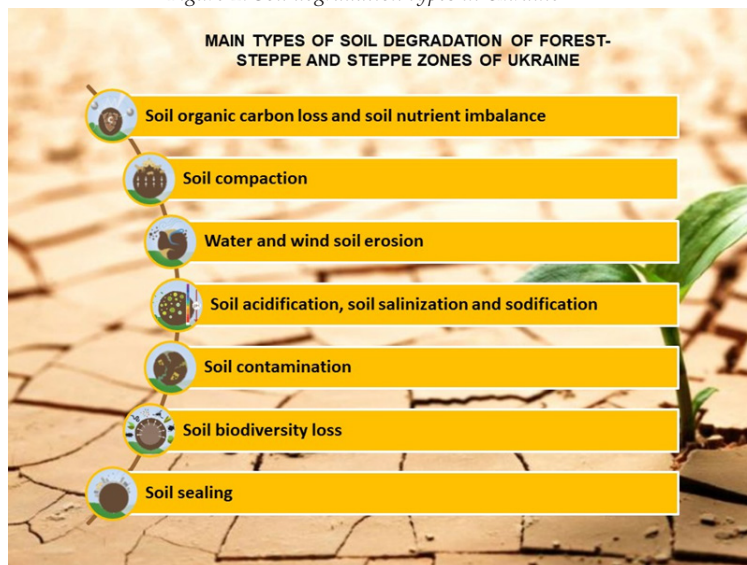 MAIN TYPES OF SOIL DEGRADATION OF FOREST-
STEPPE AND STEPPE ZONES OF UKRAINE
Soil organic carbon loss and soil nutrient imbalance
Soil compaction
Water and wind soil erosion
Soil acidification, soil salinization and sodification
Soil contamination
Soil biodiversity loss
Soil sealing